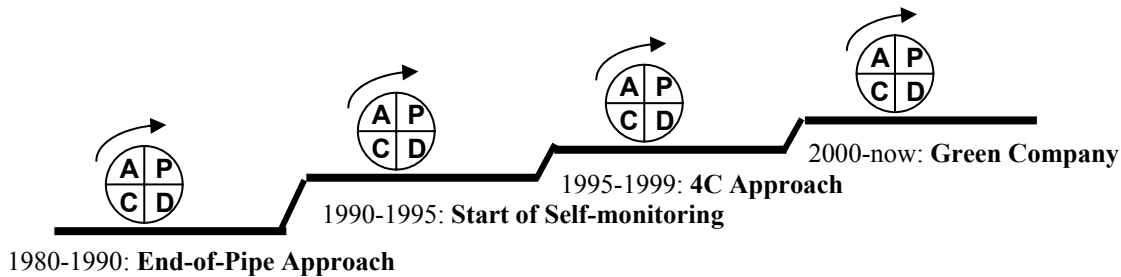 A P
C D
A P
C D
A P
C D
A P
C D
1980-1990: End-of-Pipe Approach
1990-1995: Start of Self-monitoring
1995-1999: 4C Approach
2000-now: Green Company